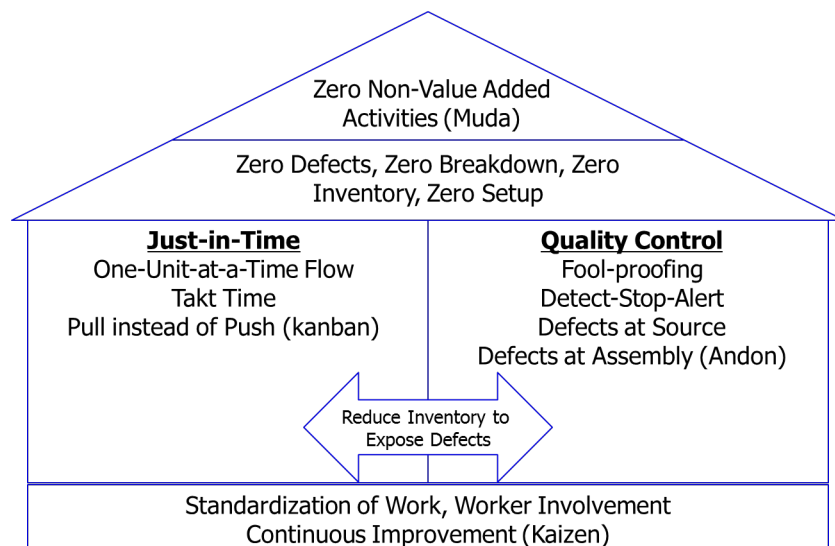 Zero Non-Value Added
Activities (Muda)
Zero Defects, Zero Breakdown, Zero
Inventory, Zero Setup
Just-in-Time
One-Unit-at-a-Time Flow
Takt Time
Pull instead of Push (kanban)
Quality Control
Fool-proofing
Detect-Stop-Alert
Defects at Source
Defects at Assembly (Andon)
Reduce Inventory to
Expose Defects
Standardization of Work, Worker Involvement
Continuous Improvement (Kaizen)